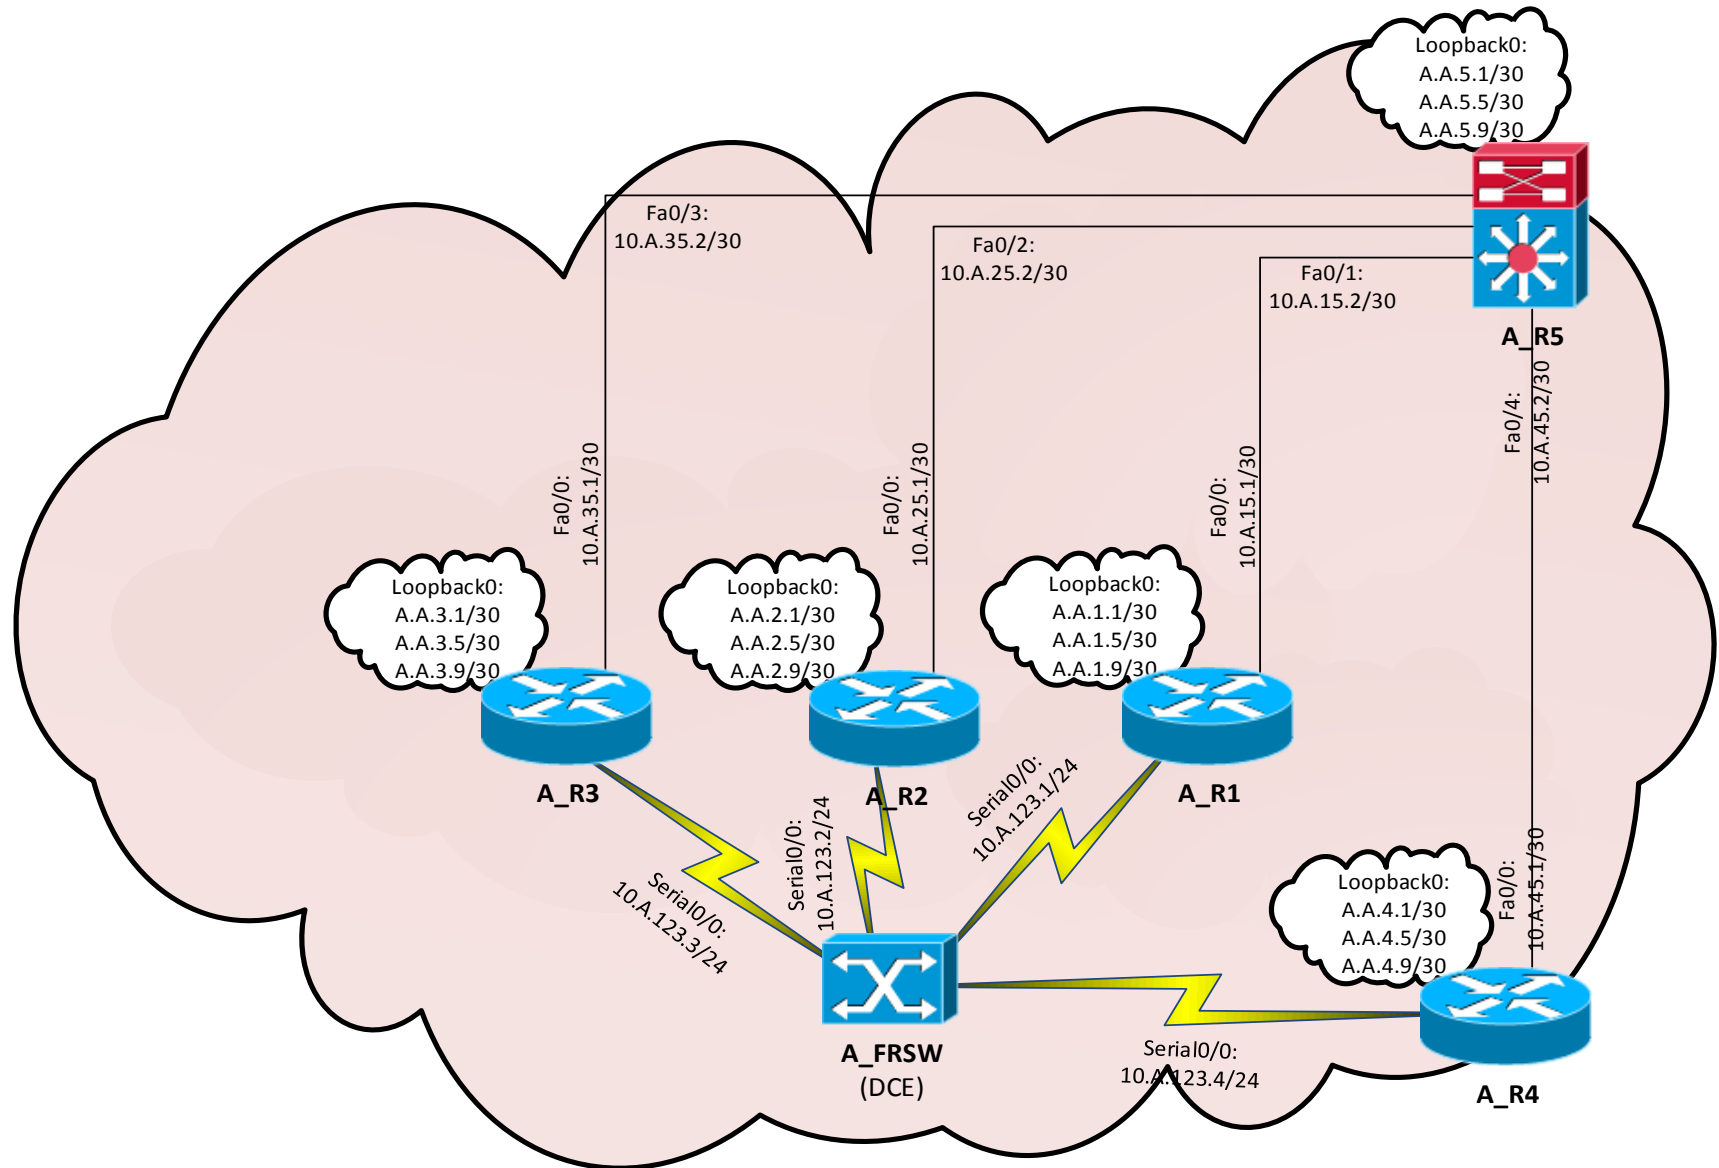 Loopback0:
A.A.5.1/30
A.A.5.5/30
A.A.5.9/30
Fa0/3:
10.A.35.2/30
Fa0/2:
10.A.25.2/30
Fa0/1:
10.A.15.2/30
A_R5
Fa0/4:
10.A.45.2/30
Fa0/0:
10.A.35.1/30
Fa0/0:
10.A.25.1/30
Fa0/0:
10.A.15.1/30
Loopback0:
A.A.3.1/30
A.A.3.5/30
A.A.3.9/30
Loopback0:
A.A.2.1/30
A.A.2.5/30
A.A.2.9/30
Loopback0:
A.A.1.1/30
A.A.1.5/30
A.A.1.9/30
A_R3
A_R2
A_R1
Serial0/0:
10.A.123.3/24
Serial0/0:
10.A.123.2/24
Serial0/0:
10.A.123.1/24
Loopback0:
A.A.4.1/30
A.A.4.5/30
A.A.4.9/30
Fa0/0:
10.A.45.1/30
A_FRSW
(DCE)
Serial0/0:
10.A.123.4/24
A_R4